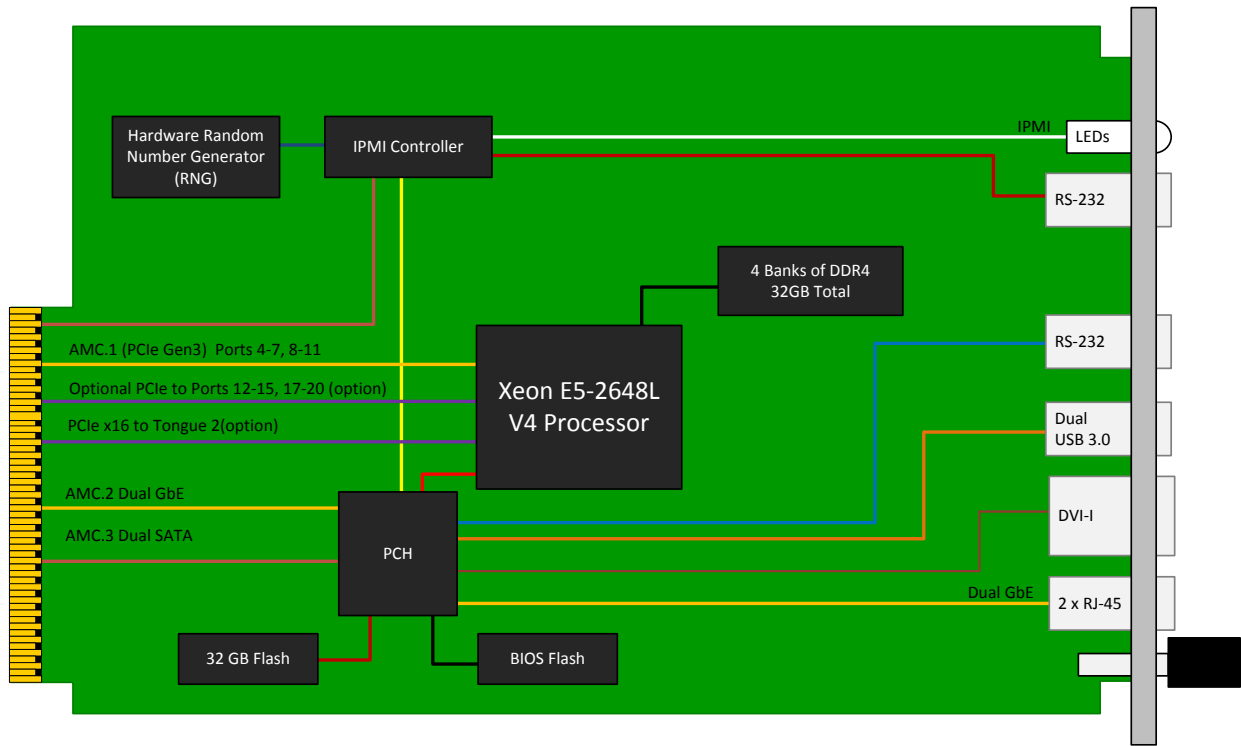 Hardware Random
Number Generator
(RNG)
IPMI Controller
IPMI
LEDs
RS-232
4 Banks of DDR4
32GB Total
AMC.1 (PCIe Gen3)  Ports 4-7, 8-11
Optional PCIe to Ports 12-15, 17-20 (option)
PCIe x16 to Tongue 2(option)
Xeon E5-2648L
V4 Processor
RS-232
Dual
USB 3.0
AMC.2 Dual GbE
AMC.3 Dual SATA
PCH
DVI-I
Dual GbE
2 x RJ-45
32 GB Flash
BIOS Flash